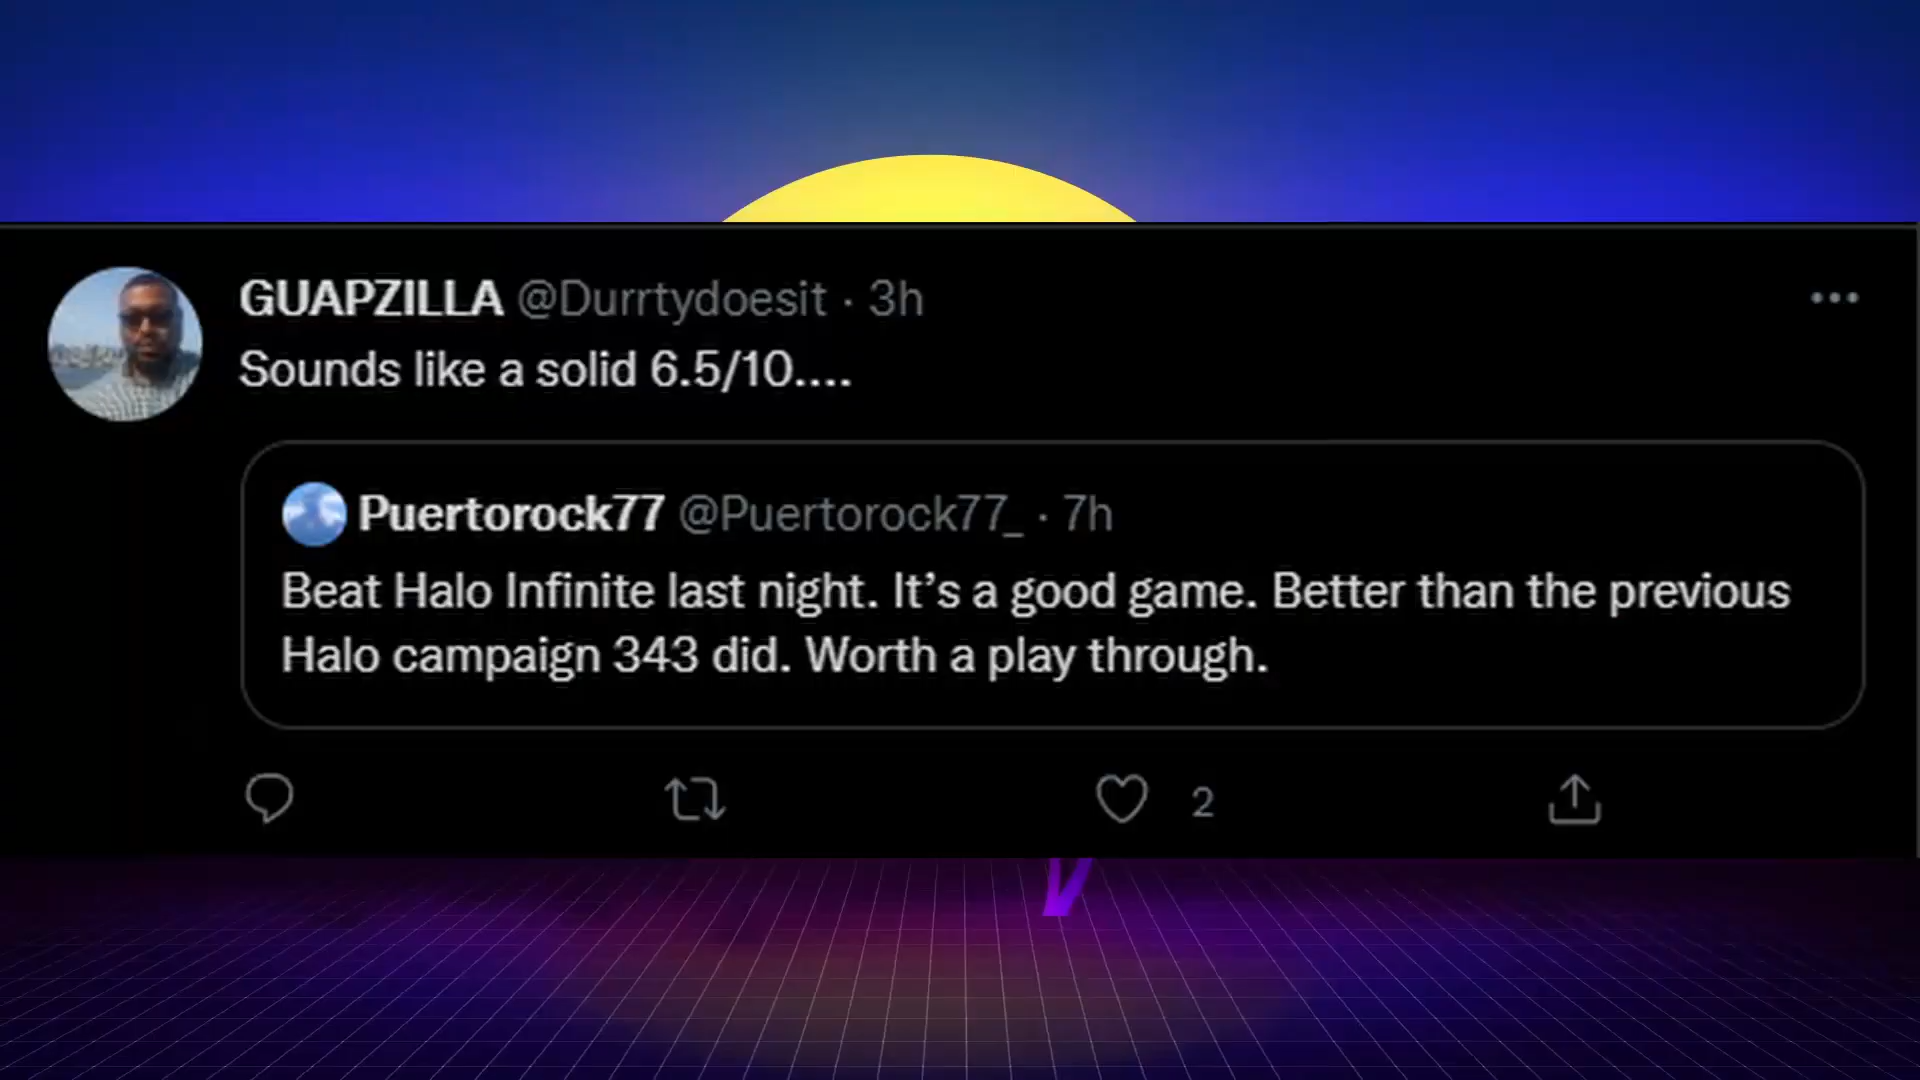 GUAPZILLA @Durrtydoesit · 3h
Sounds like a solid 6.5/10....
Puertorock77 @Puertorock77_ · 7h
Beat Halo Infinite last night. It’s a good game. Better than the previous
Halo campaign 343 did. Worth a play through.
2